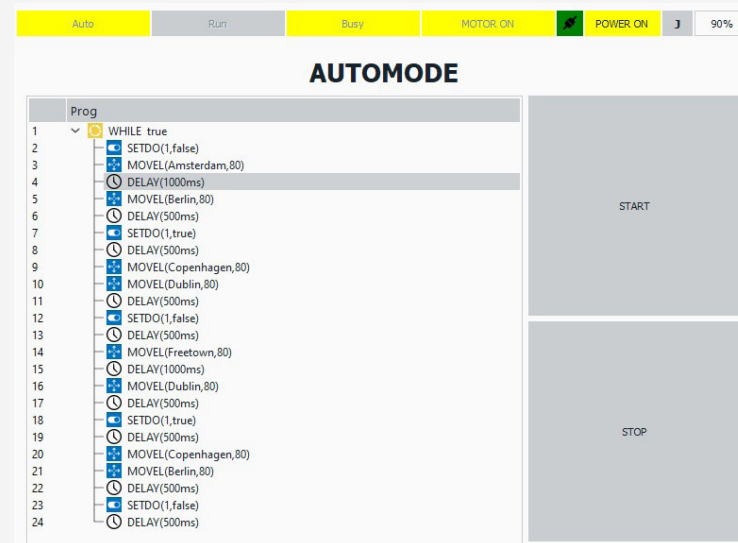 Auto Run Busy MOTOR ON POWER ON J 90%
AUTOMODE
Prog
1 WHILE true
2 SETDO(1,false)
3 MOVEL(Amsterdam,80)
4 DELAY(1000ms)
5 MOVEL(Berlin,80)
6 DELAY(500ms)
7 SETDO(1,true)
8 DELAY(500ms)
9 MOVEL(Copenhagen,80)
10 MOVEL(Dublin,80)
11 DELAY(500ms)
12 SETDO(1,false)
13 DELAY(500ms)
14 MOVEL(Freetown,80)
15 DELAY(1000ms)
16 MOVEL(Dublin,80)
17 DELAY(500ms)
18 SETDO(1,true)
19 DELAY(500ms)
20 MOVEL(Copenhagen,80)
21 MOVEL(Berlin,80)
22 DELAY(500ms)
23 SETDO(1,false)
24 DELAY(500ms)
START
STOP